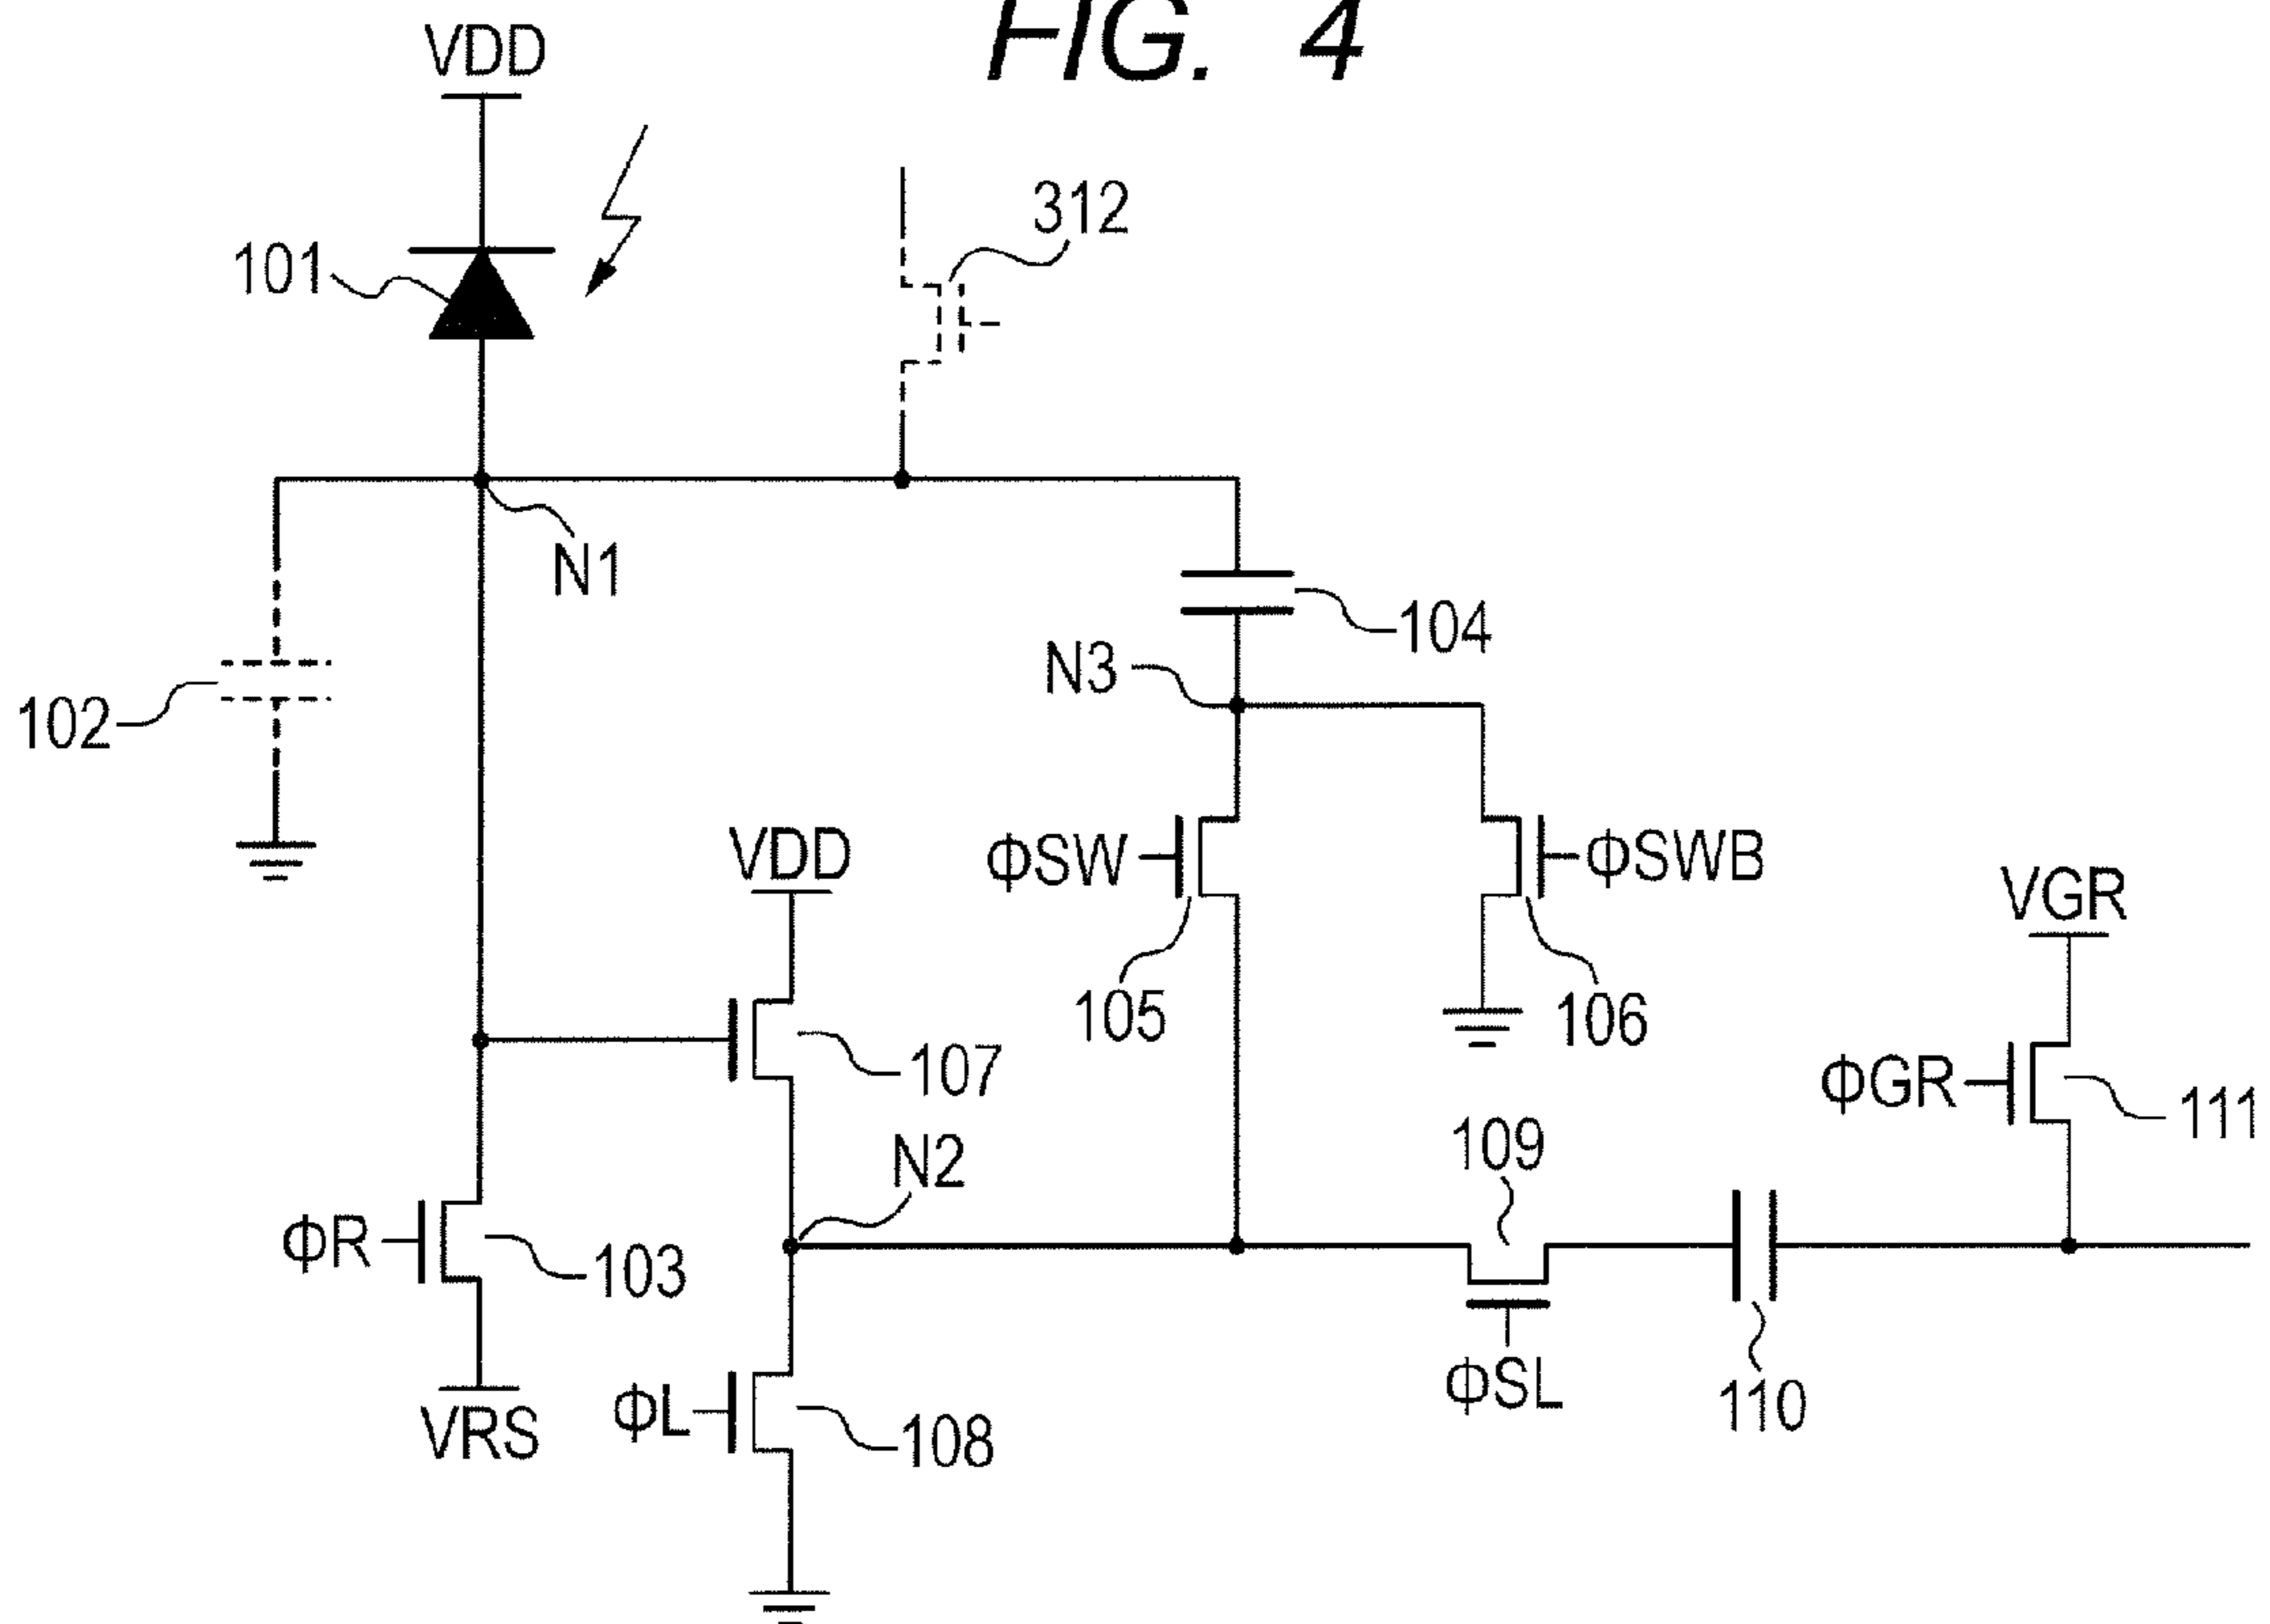 FIG. 4
VDD
312
101
N1
104
N3
102
VDD
ΦSW
ΦSWB
VGR
105
106
107
ΦGR
111
109
N2
ΦR
103
ΦSL
110
VRS
ΦL
108